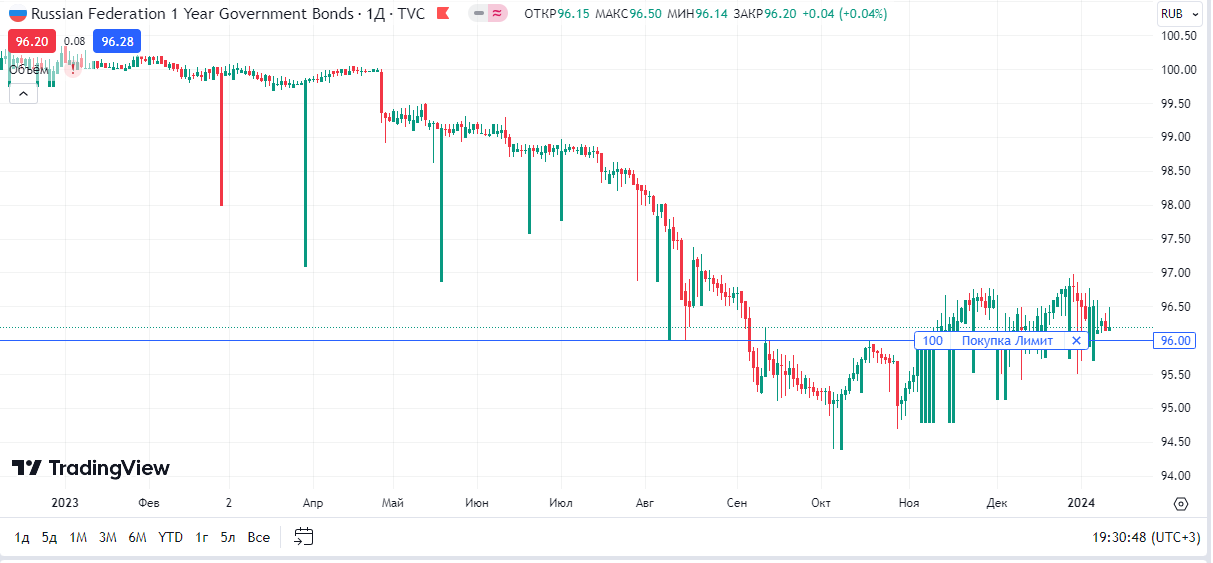 Russian Federation 1 Year Government Bonds · 1Д · TVC ОТКР96.15 МАКС96.50 МИН96.14 ЗАКР96.20 +0.04 (+0.04%) RUB
96.20 0.08 96.28
Объём
100.50
100.00
99.50
99.00
98.50
98.00
97.50
97.00
96.50
100 Покупка Лимит 96.00
95.50
95.00
94.50
94.00
TradingView
2023 Фев 2 Апр Май Июн Июл Авг Сен Окт Ноя Дек 2024
1д 5д 1М 3М 6М YTD 1г 5л Все 19:30:48 (UTC+3)